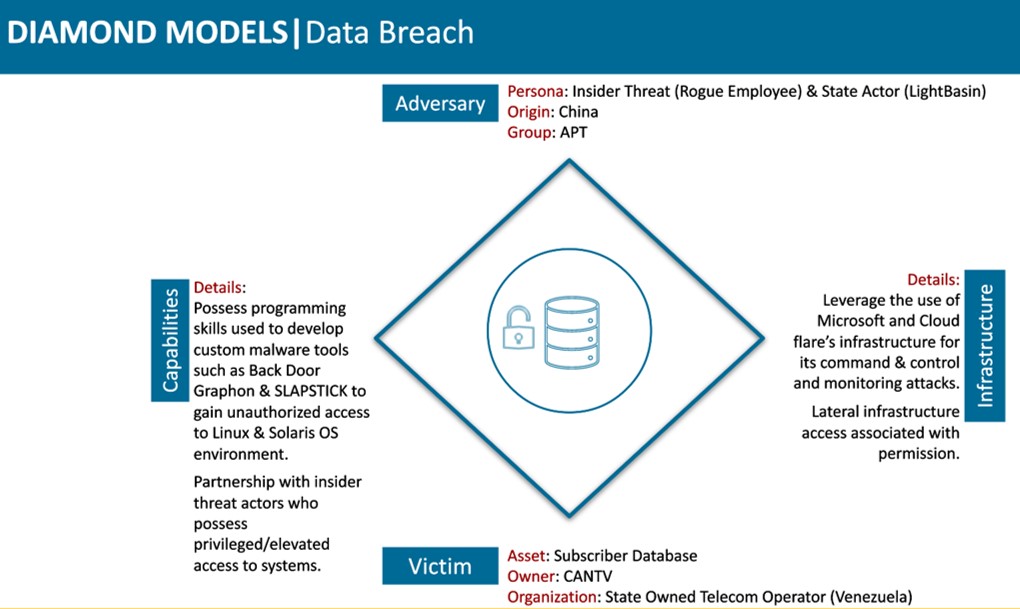 DIAMOND MODELS|Data Breach
Adversary
Persona: Insider Threat (Rogue Employee) & State Actor (LightBasin)
Origin: China
Group: APT
Capabilities
Details:
Possess programming
skills used to develop
custom malware tools
such as Back Door
Graphon & SLAPSTICK to
gain unauthorized access
to Linux & Solaris OS
environment.
Partnership with insider
threat actors who
possess
privileged/elevated
access to systems.
Details:
Leverage the use of
Microsoft and Cloud
flare's infrastructure for
its command & control
and monitoring attacks.
Lateral infrastructure
access associated with
permission.
Infrastructure
Victim
Asset: Subscriber Database
Owner: CANTV
Organization: State Owned Telecom Operator (Venezuela)